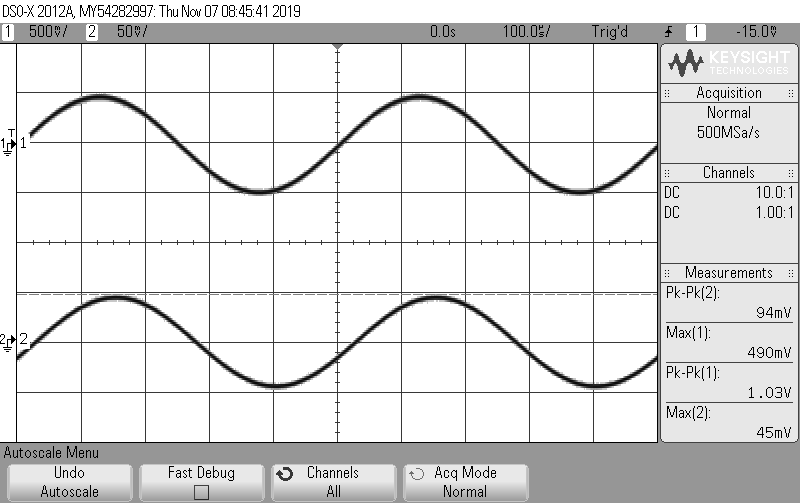 DSO-X 2012A, MY54282997: Thu Nov 07 08:45:41 2019
1 500mV/ 2 50mV/ 0.0s 100.0µs/ Trig'd 1 -15.0mV
KEYSIGHT
TECHNOLOGIES
Acquisition
Normal
500MSa/s
Channels
DC 10.0:1
DC 1.00:1
Measurements
Pk-Pk(2):
94mV
Max(1):
490mV
Pk-Pk(1):
1.03V
Max(2):
45mV
T
1 1
2 2
Autoscale Menu
Undo
Autoscale
Fast Debug
Channels
All
Acq Mode
Normal